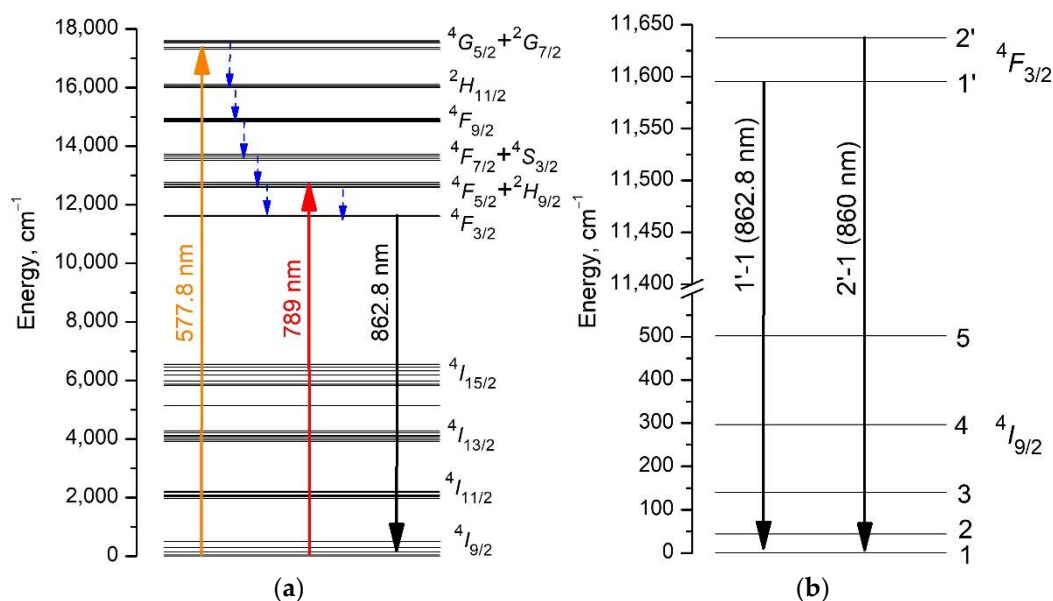 18,000
16,000
14,000
12,000
10,000
8,000
6,000
4,000
2,000
0
Energy, cm⁻¹
577.8 nm
789 nm
862.8 nm
⁴G₅/₂+²G₇/₂
²H₁₁/₂
⁴F₉/₂
⁴F₇/₂+⁴S₃/₂
⁴F₅/₂+²H₉/₂
⁴F₃/₂
⁴I₁₅/₂
⁴I₁₃/₂
⁴I₁₁/₂
⁴I₉/₂
(a)
11,650
11,600
11,550
11,500
11,450
11,400
500
450
400
350
300
250
200
150
100
50
0
Energy, cm⁻¹
1'-1 (862.8 nm)
2'-1 (860 nm)
2'
⁴F₃/₂
1'
5
4
⁴I₉/₂
3
2
1
(b)